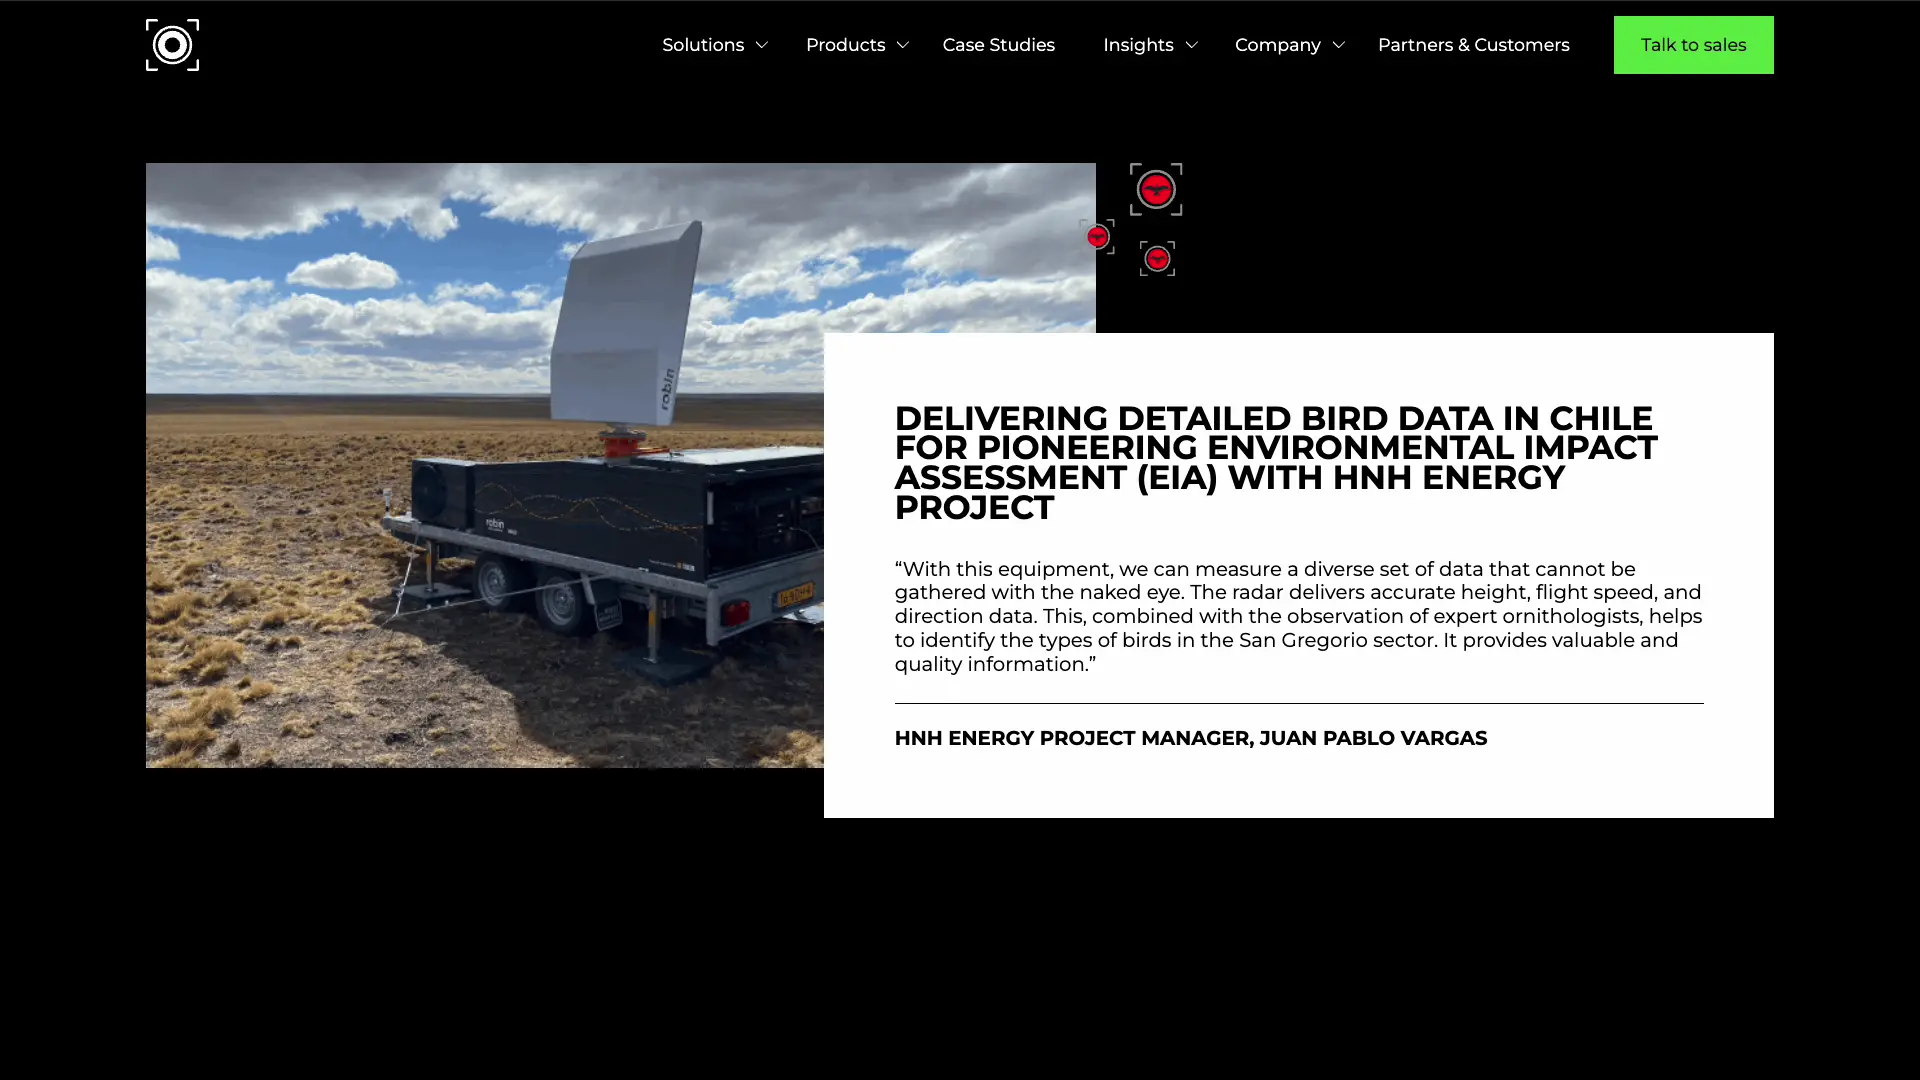 Solutions
Products
Case Studies
Insights
Company
Partners & Customers
Talk to sales
robin
robin
DELIVERING DETAILED BIRD DATA IN CHILE
FOR PIONEERING ENVIRONMENTAL IMPACT
ASSESSMENT (EIA) WITH HNH ENERGY
PROJECT
“With this equipment, we can measure a diverse set of data that cannot be
gathered with the naked eye. The radar delivers accurate height, flight speed, and
direction data. This, combined with the observation of expert ornithologists, helps
to identify the types of birds in the San Gregorio sector. It provides valuable and
quality information.”
HNH ENERGY PROJECT MANAGER, JUAN PABLO VARGAS